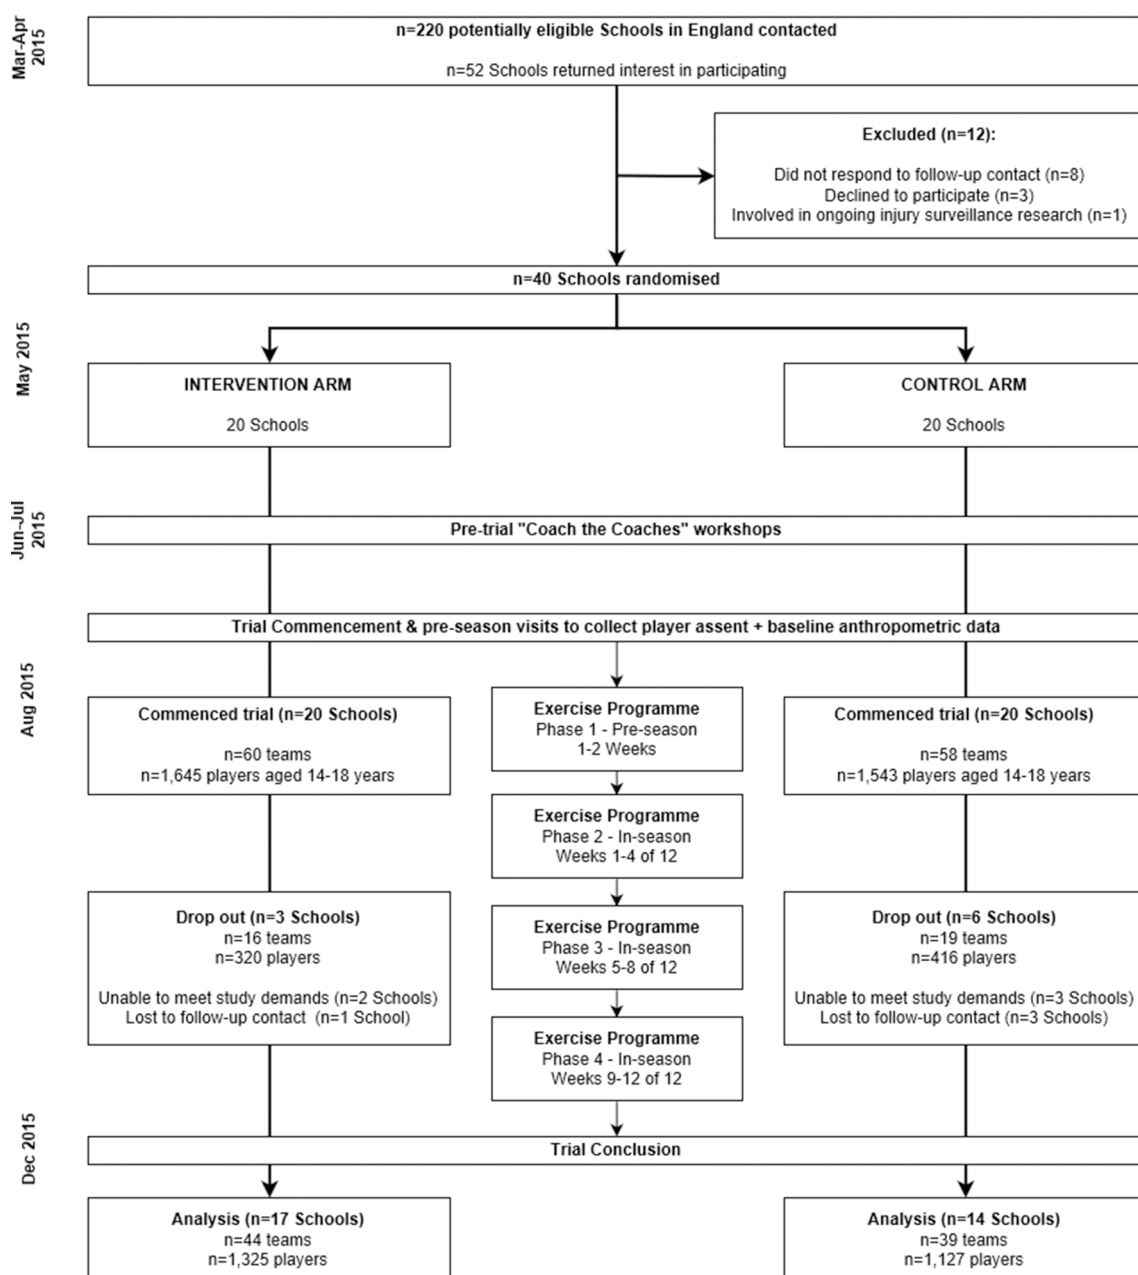 Mar-Apr
2015
n=220 potentially eligible Schools in England contacted
n=52 Schools returned interest in participating
Excluded (n=12):
Did not respond to follow-up contact (n=8)
Declined to participate (n=3)
Involved in ongoing injury surveillance research (n=1)
n=40 Schools randomised
May 2015
INTERVENTION ARM
20 Schools
CONTROL ARM
20 Schools
Jun-Jul
2015
Pre-trial "Coach the Coaches" workshops
Trial Commencement & pre-season visits to collect player assent + baseline anthropometric data
Aug 2015
Commenced trial (n=20 Schools)
n=60 teams
n=1,645 players aged 14-18 years
Exercise Programme
Phase 1 - Pre-season
1-2 Weeks
Commenced trial (n=20 Schools)
n=58 teams
n=1,543 players aged 14-18 years
Exercise Programme
Phase 2 - In-season
Weeks 1-4 of 12
Drop out (n=3 Schools)
n=16 teams
n=320 players
Unable to meet study demands (n=2 Schools)
Lost to follow-up contact (n=1 School)
Exercise Programme
Phase 3 - In-season
Weeks 5-8 of 12
Drop out (n=6 Schools)
n=19 teams
n=416 players
Unable to meet study demands (n=3 Schools)
Lost to follow-up contact (n=3 Schools)
Exercise Programme
Phase 4 - In-season
Weeks 9-12 of 12
Dec 2015
Trial Conclusion
Analysis (n=17 Schools)
n=44 teams
n=1,325 players
Analysis (n=14 Schools)
n=39 teams
n=1,127 players